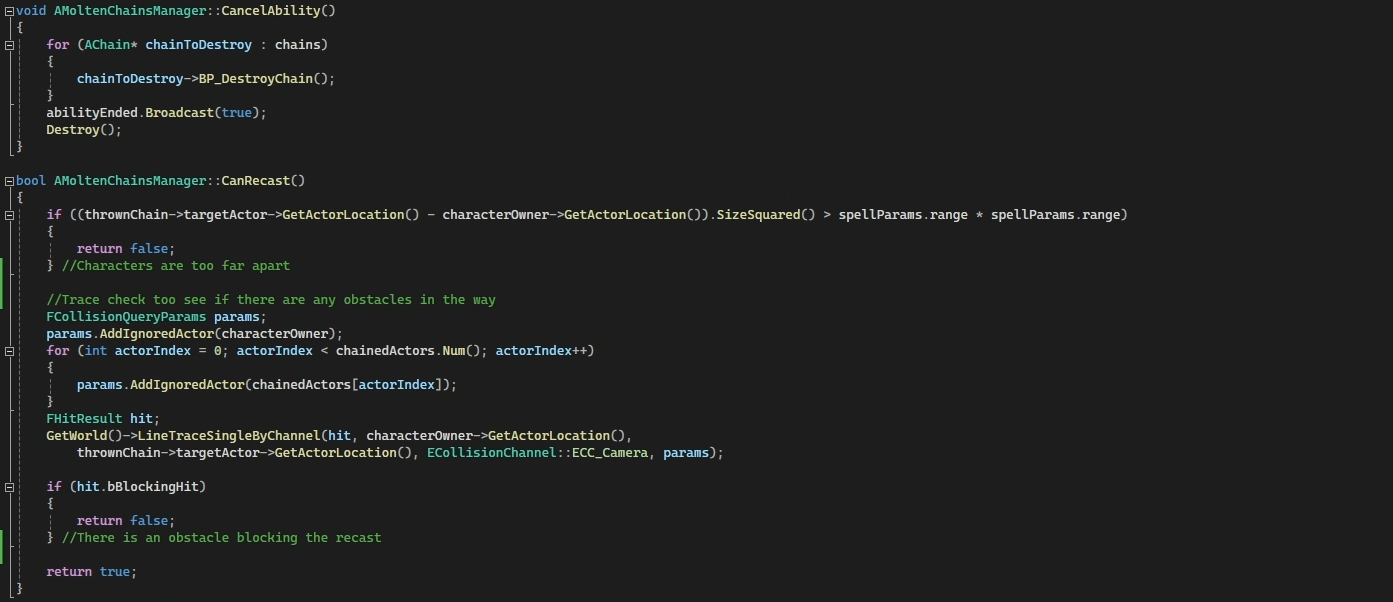 void AMoltenChainsManager::CancelAbility()
{
    for (AChain* chainToDestroy : chains)
    {
        chainToDestroy->BP_DestroyChain();
    }
    abilityEnded.Broadcast(true);
    Destroy();
}

bool AMoltenChainsManager::CanRecast()
{
    if ((thrownChain->targetActor->GetActorLocation() - characterOwner->GetActorLocation()).SizeSquared() > spellParams.range * spellParams.range)
    {
        return false;
    } //Characters are too far apart

    //Trace check too see if there are any obstacles in the way
    FCollisionQueryParams params;
    params.AddIgnoredActor(characterOwner);
    for (int actorIndex = 0; actorIndex < chainedActors.Num(); actorIndex++)
    {
        params.AddIgnoredActor(chainedActors[actorIndex]);
    }
    FHitResult hit;
    GetWorld()->LineTraceSingleByChannel(hit, characterOwner->GetActorLocation(),
        thrownChain->targetActor->GetActorLocation(), ECollisionChannel::ECC_Camera, params);

    if (hit.bBlockingHit)
    {
        return false;
    } //There is an obstacle blocking the recast

    return true;
}